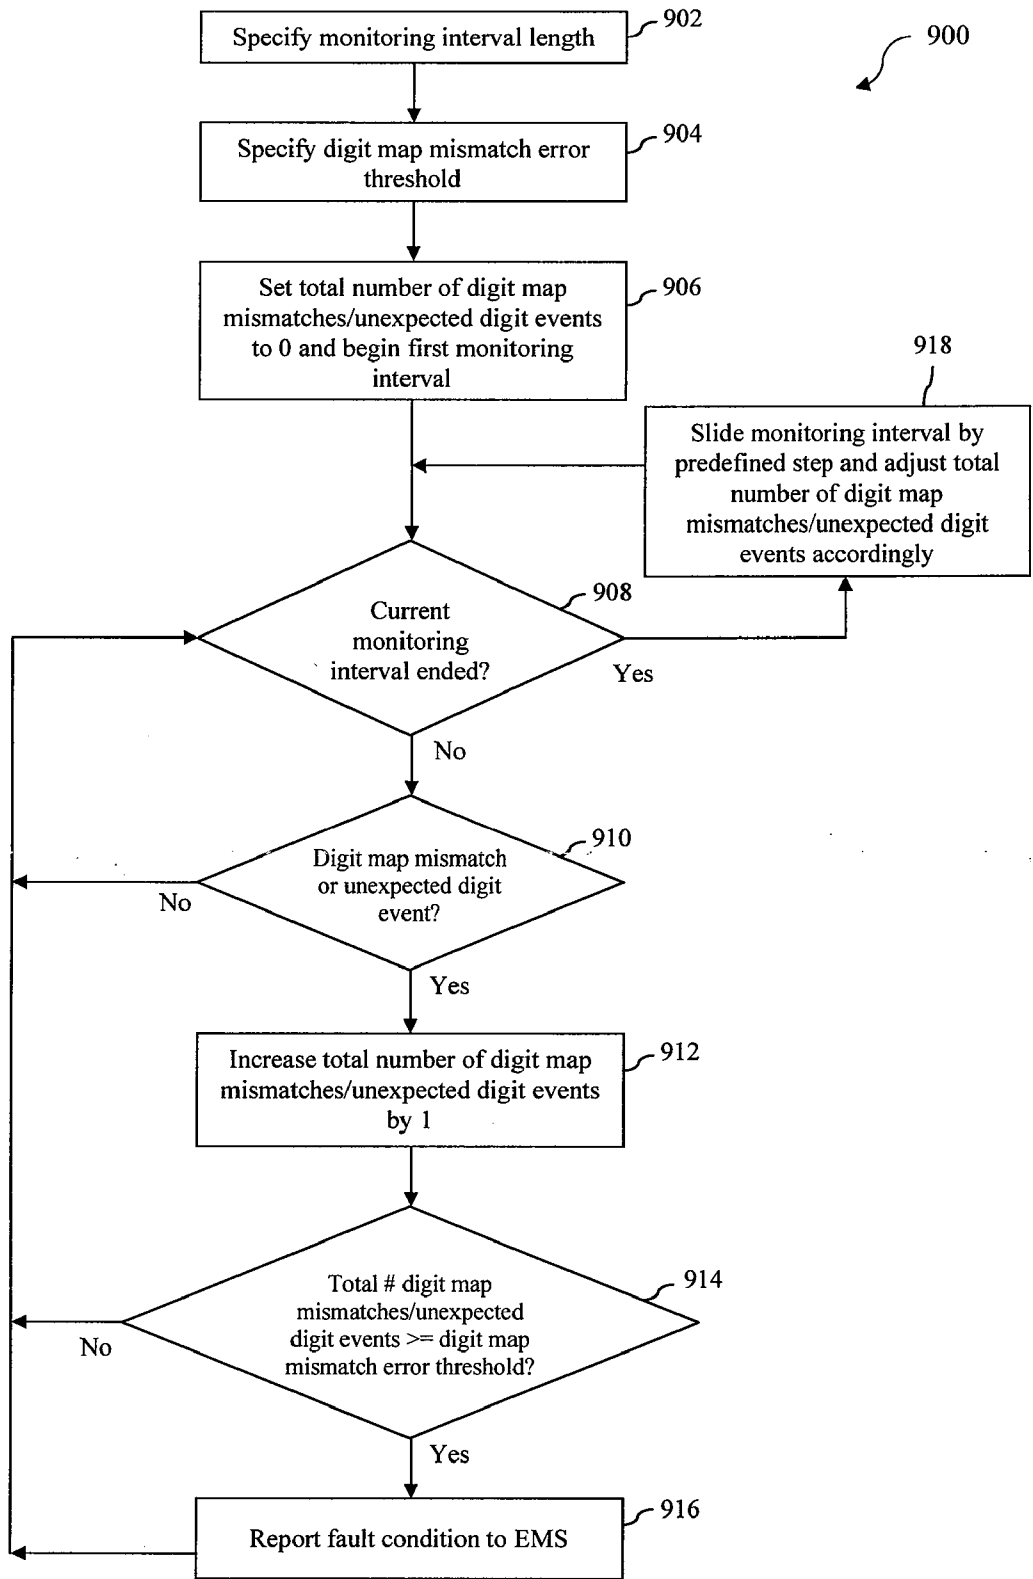 Specify monitoring interval length
902
900
Specify digit map mismatch error
threshold
904
Set total number of digit map
mismatches/unexpected digit events
to 0 and begin first monitoring
interval
906
918
Slide monitoring interval by
predefined step and adjust total
number of digit map
mismatches/unexpected digit
events accordingly
Current
monitoring
interval ended?
908
Yes
No
Digit map mismatch
or unexpected digit
event?
910
No
Yes
Increase total number of digit map
mismatches/unexpected digit events
by 1
912
Total # digit map
mismatches/unexpected
digit events >= digit map
mismatch error threshold?
914
No
Yes
Report fault condition to EMS
916